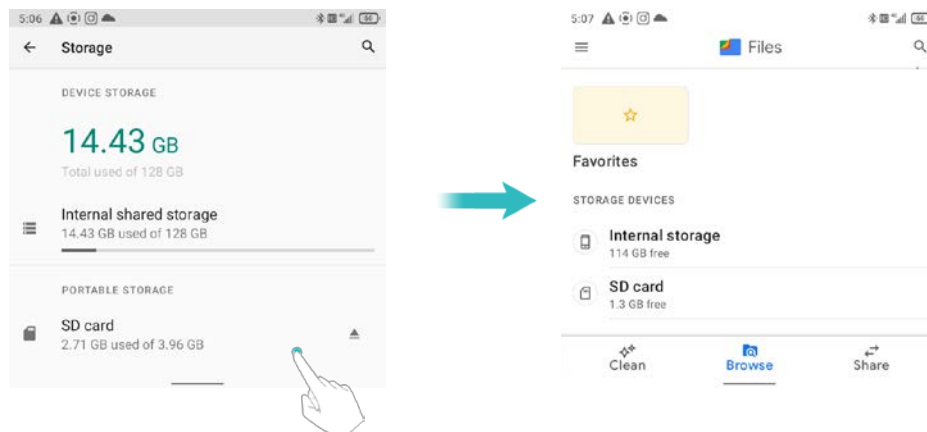 5:06
Storage
DEVICE STORAGE
14.43 GB
Total used of 128 GB
Internal shared storage
14.43 GB used of 128 GB
PORTABLE STORAGE
SD card
2.71 GB used of 3.96 GB
5:07
Files
Favorites
STORAGE DEVICES
Internal storage
114 GB free
SD card
1.3 GB free
Clean Browse Share